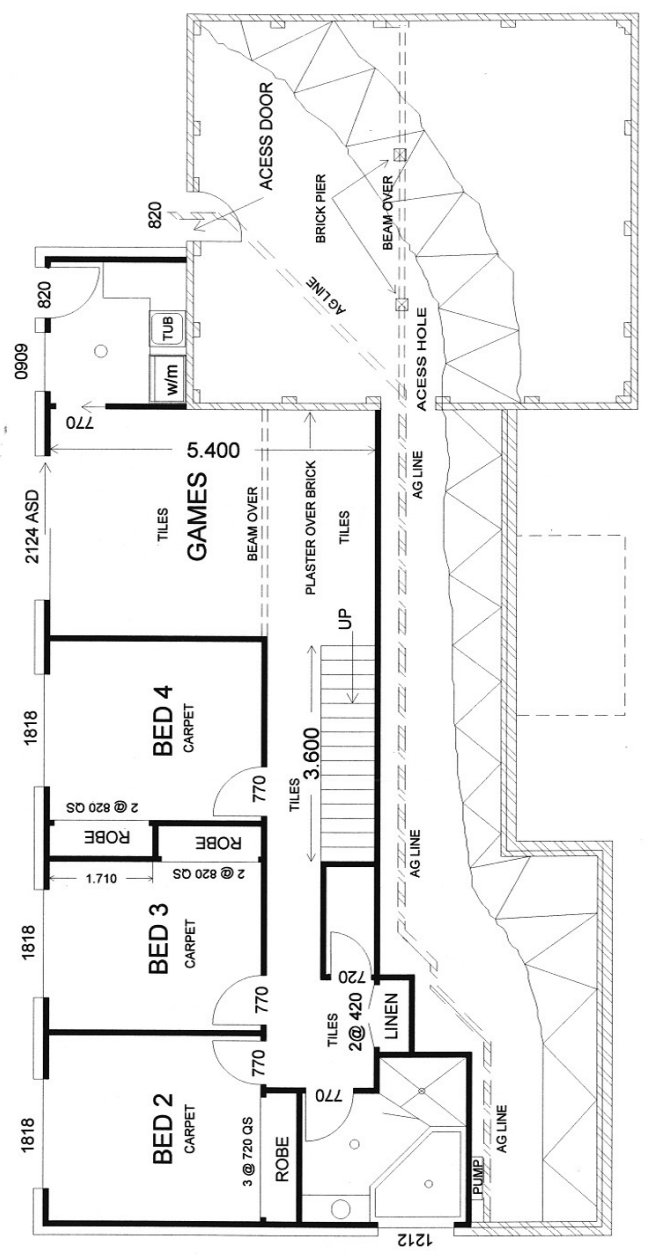 ACESS DOOR
820
BRICK PIER
BEAM OVER
AG LINE
820
TUB
0909
w/m
ACESS HOLE
770
5.400
AG LINE
2124 ASD
TILES
GAMES
BEAM OVER
PLASTER OVER BRICK
TILES
UP
1818
BED 4
CARPET
770
TILES
3.600
2 @ 820 QS
ROBE
ROBE
AG LINE
1.710
2 @ 820 QS
1818
BED 3
CARPET
770
720
TILES
2@ 420
LINEN
770
770
1818
BED 2
CARPET
3 @ 720 QS
ROBE
AG LINE
PUMP
1212